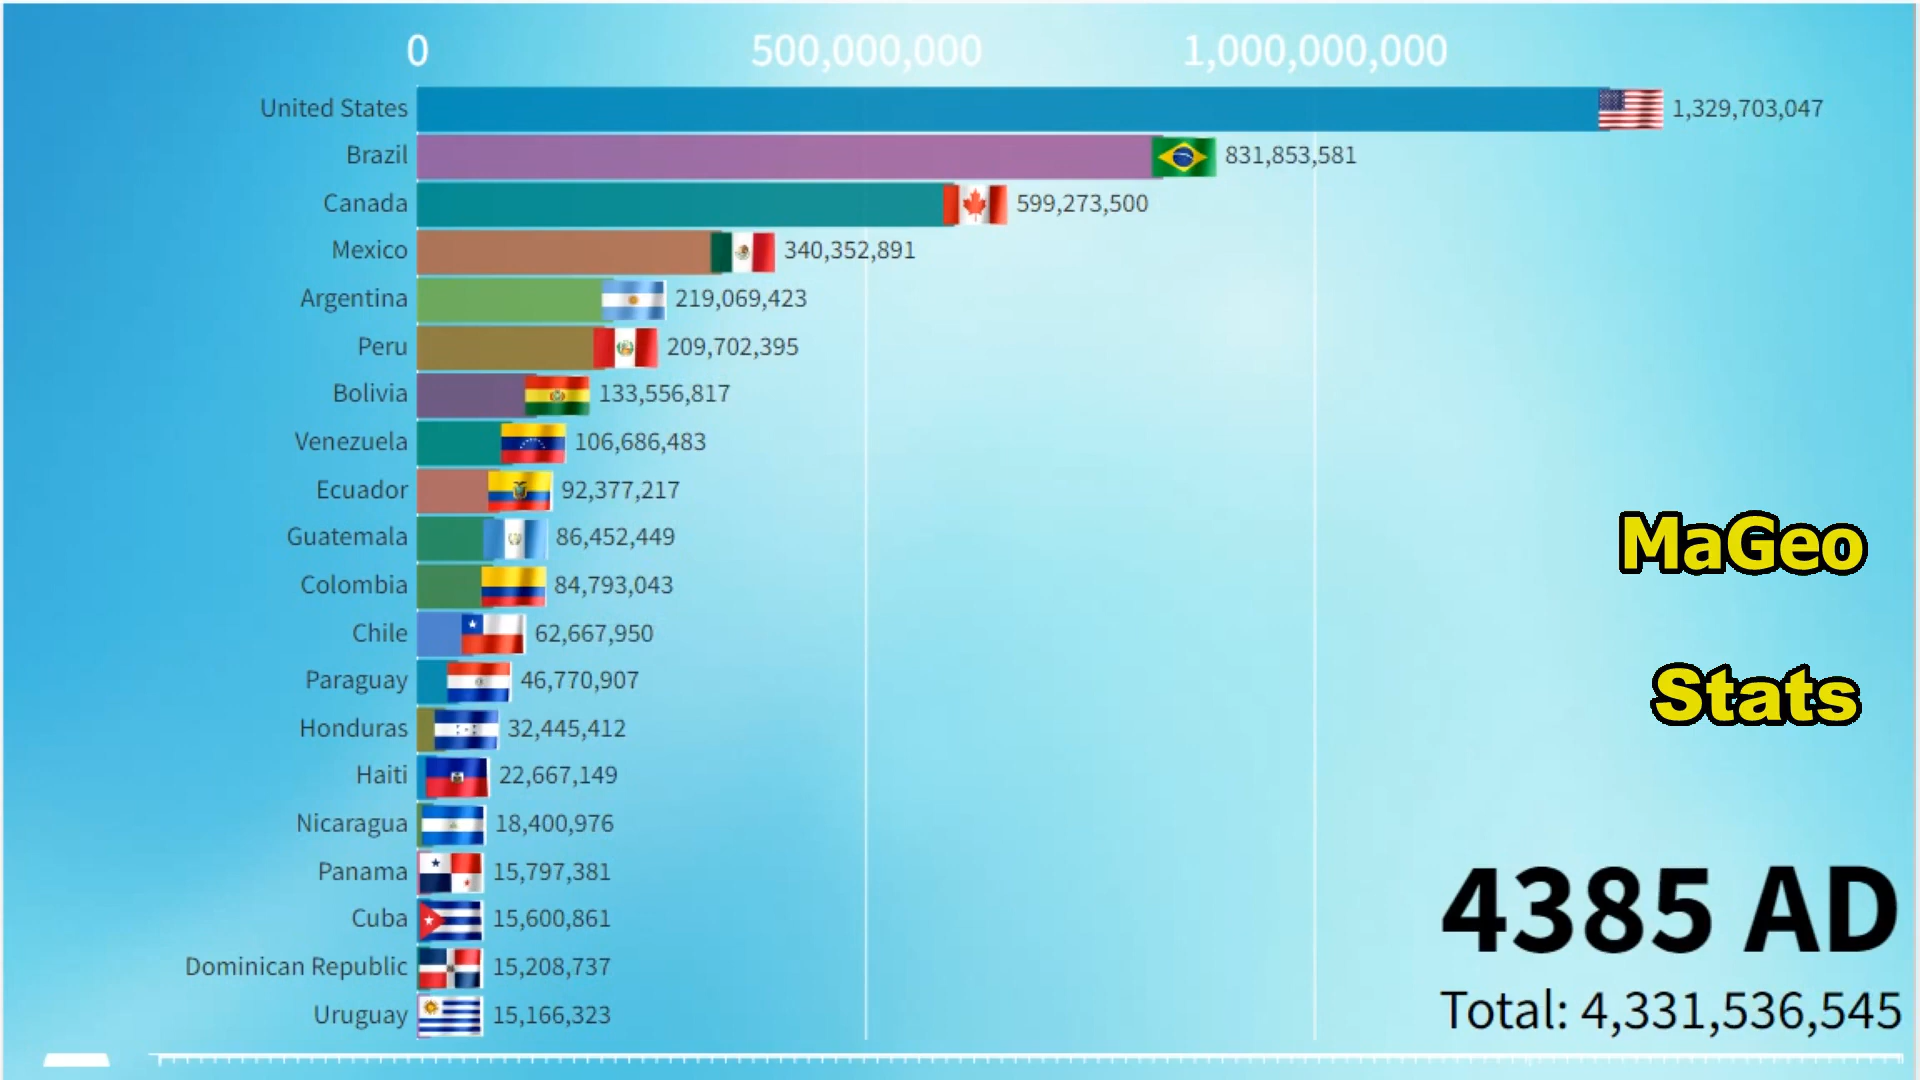 0 500,000,000 1,000,000,000
United States 1,329,703,047
Brazil 831,853,581
Canada 599,273,500
Mexico 340,352,891
Argentina 219,069,423
Peru 209,702,395
Bolivia 133,556,817
Venezuela 106,686,483
Ecuador 92,377,217
Guatemala 86,452,449
MaGeo
Colombia 84,793,043
Chile 62,667,950
Paraguay 46,770,907
Stats
Honduras 32,445,412
Haiti 22,667,149
Nicaragua 18,400,976
Panama 15,797,381
Cuba 15,600,861
4385 AD
Dominican Republic 15,208,737
Uruguay 15,166,323
Total: 4,331,536,545